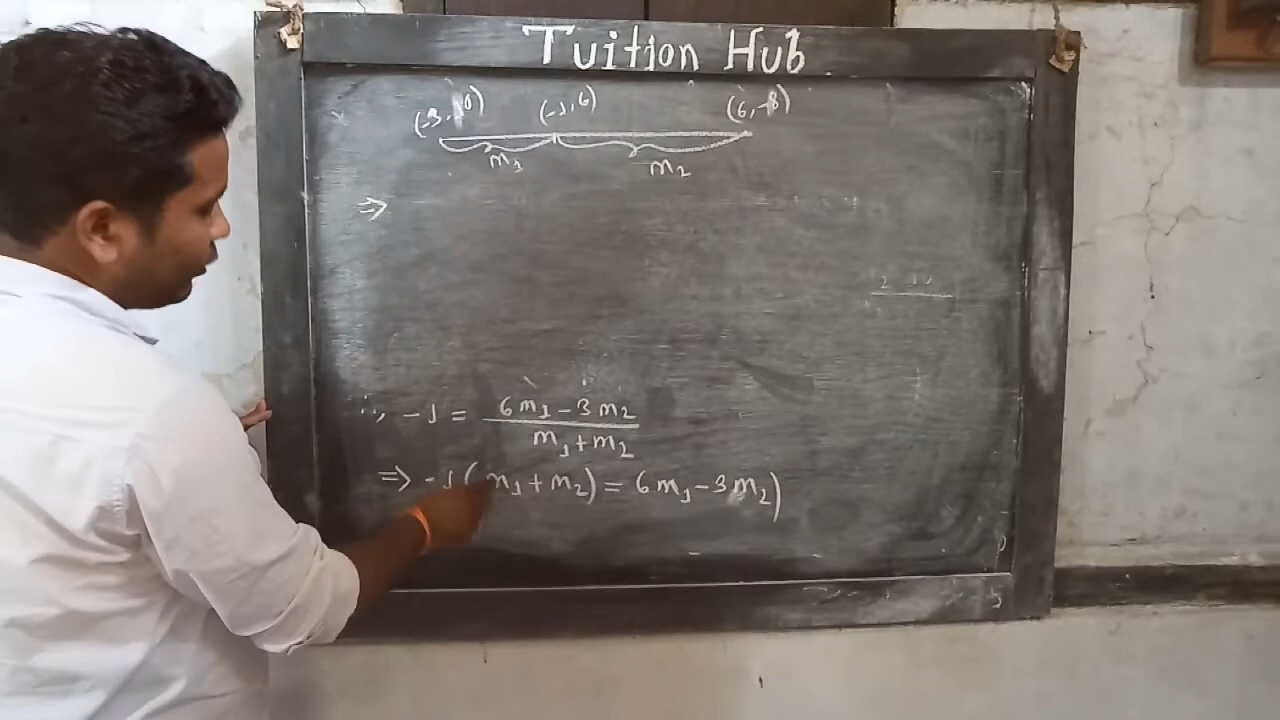 Tuition Hub
(-3, 10) (-1, 6) (6, -8)
m₁ m₂
⇒
∴, -1 = (6m₁ - 3m₂) / (m₁ + m₂)
⇒ -1(m₁ + m₂) = 6m₁ - 3m₂)